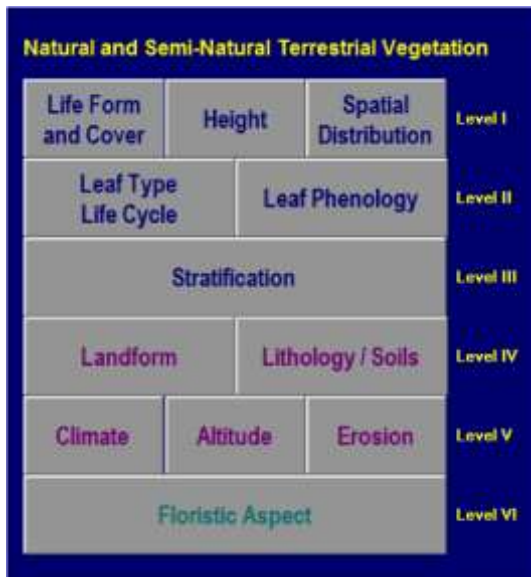 Natural and Semi-Natural Terrestrial Vegetation
Life Form
and Cover
Height
Spatial
Distribution
Level I
Leaf Type
Life Cycle
Leaf Phenology
Level II
Stratification
Level III
Landform
Lithology / Soils
Level IV
Climate
Altitude
Erosion
Level V
Floristic Aspect
Level VI